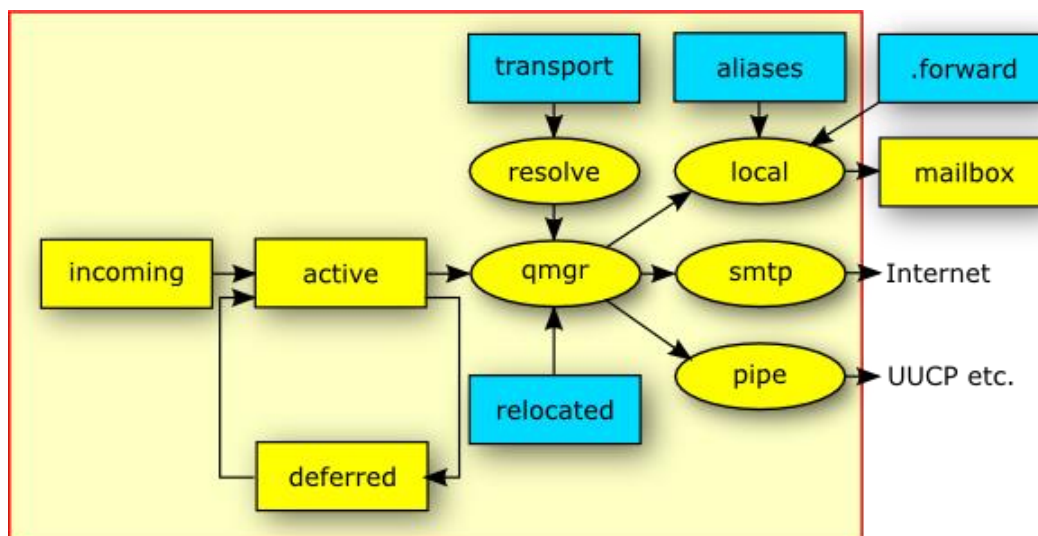 transport
aliases
.forward
resolve
local
mailbox
incoming
active
qmgr
smtp
Internet
pipe
UUCP etc.
relocated
deferred